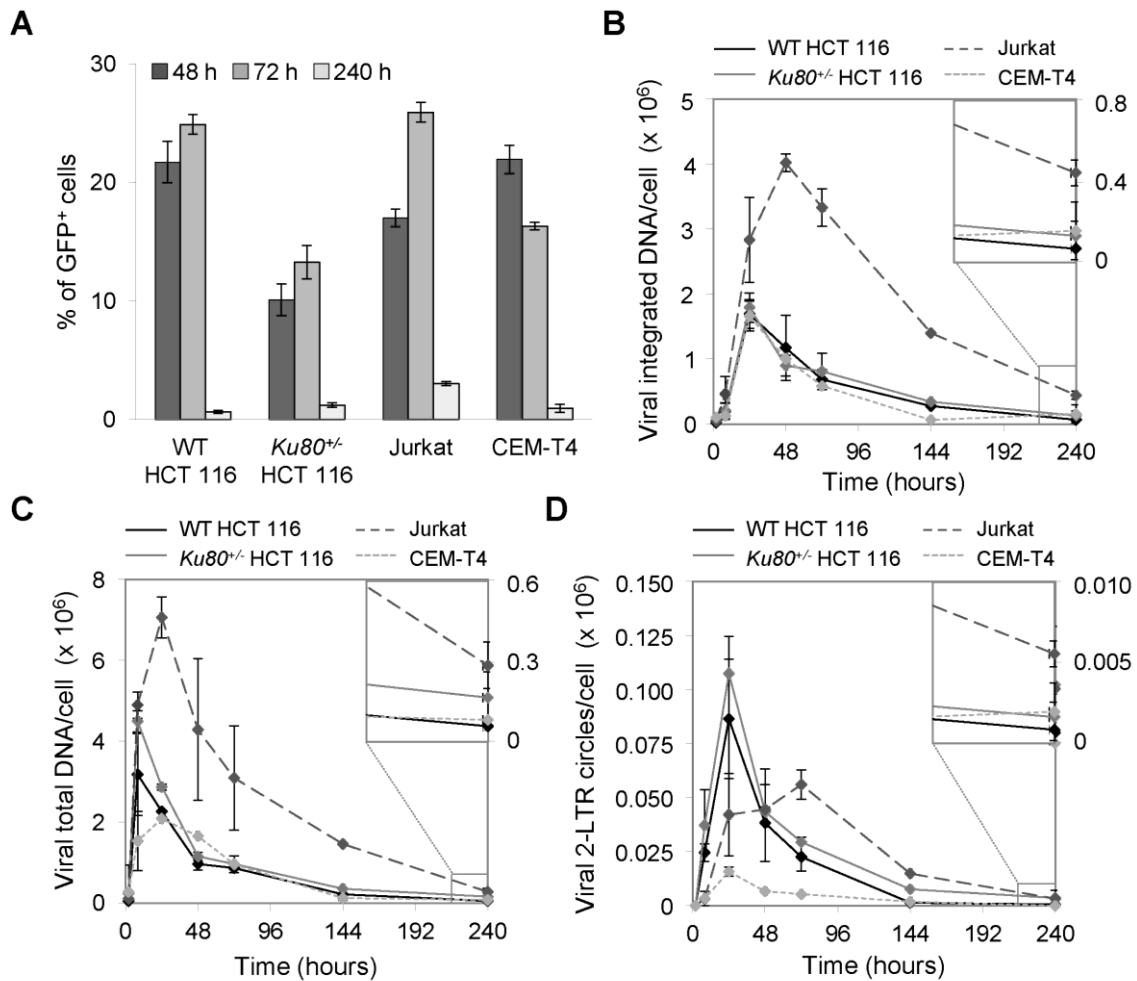 A
% of GFP⁺ cells
30
20
10
0
48 h 72 h 240 h
WT HCT 116
Ku80⁺/⁻ HCT 116
Jurkat
CEM-T4
B
WT HCT 116 Jurkat
Ku80⁺/⁻ HCT 116 CEM-T4
Viral integrated DNA/cell (x 10⁶)
5
4
3
2
1
0
0.8
0.4
0
0 48 96 144 192 240
Time (hours)
C
WT HCT 116 Jurkat
Ku80⁺/⁻ HCT 116 CEM-T4
Viral total DNA/cell (x 10⁶)
8
6
4
2
0
0.6
0.3
0
0 48 96 144 192 240
Time (hours)
D
WT HCT 116 Jurkat
Ku80⁺/⁻ HCT 116 CEM-T4
Viral 2-LTR circles/cell (x 10⁶)
0.150
0.125
0.100
0.075
0.050
0.025
0
0.010
0.005
0
0 48 96 144 192 240
Time (hours)